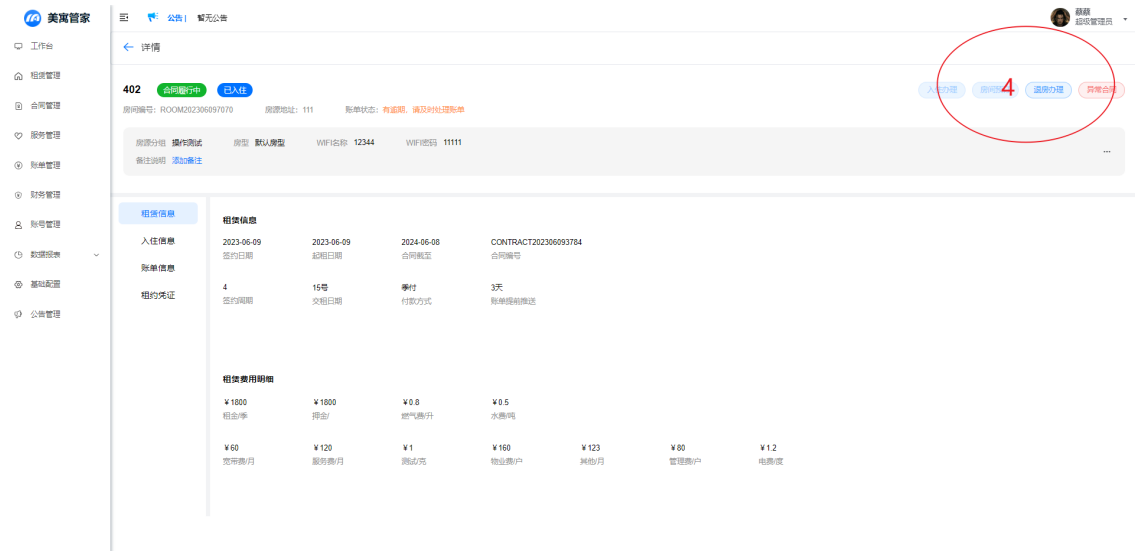 美寓管家
公告 | 暂无公告
蔡蔡
超级管理员
工作台
租赁管理
合同管理
服务管理
账单管理
财务管理
账号管理
数据报表
基础配置
公告管理
详情
402 合同履行中 已入住
入住办理 4 退房办理 异常合同
房间编号: ROOM202306097070 房源地址: 111 账单状态: 有逾期，请及时处理账单
房源分组 操作测试 房型 默认房型 WIFI名称 12344 WIFI密码 11111
备注说明 添加备注
...
租赁信息
入住信息
账单信息
租约凭证
租赁信息
2023-06-09 2023-06-09 2024-06-08 CONTRACT202306093784
签约日期 起租日期 合同截至 合同编号
4 15号 季付 3天
签约周期 交租日期 付款方式 账单提前推送
租赁费用明细
¥1800 ¥1800 ¥0.8 ¥0.5
租金/季 押金/ 燃气费/升 水费/吨
¥60 ¥120 ¥1 ¥160 ¥123 ¥80 ¥1.2
宽带费/月 服务费/月 测试/克 物业费/户 其他/月 管理费/户 电费/度